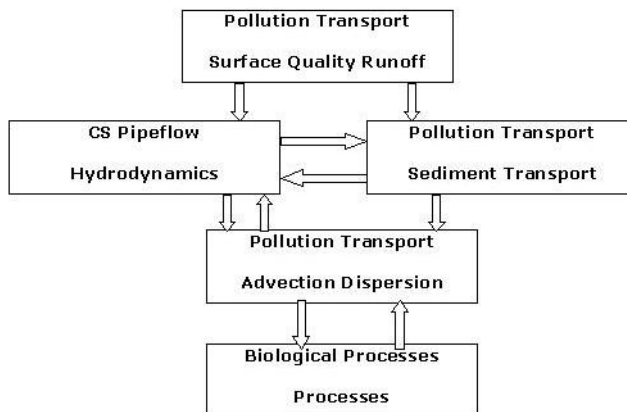 Pollution Transport
Surface Quality Runoff
CS Pipeflow
Hydrodynamics
Pollution Transport
Sediment Transport
Pollution Transport
Advection Dispersion
Biological Processes
Processes